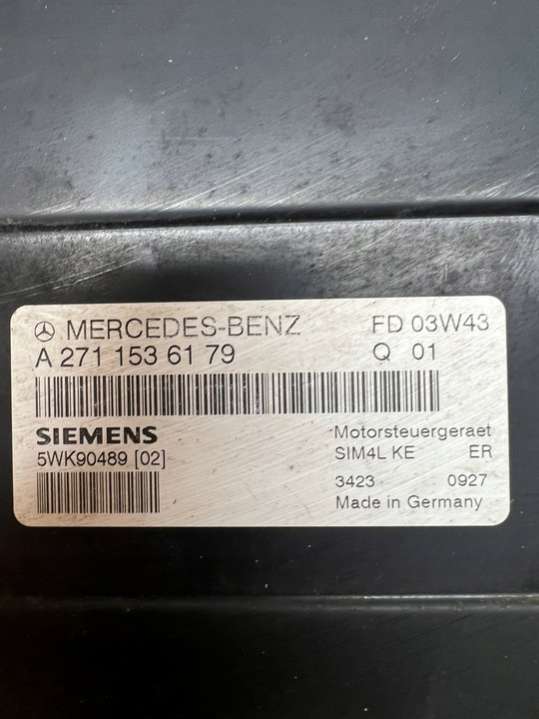 MERCEDES-BENZ FD 03W43
A 271 153 61 79 Q 01
SIEMENS Motorsteuergeraet
5WK90489 [02] SIM4L KE ER
3423 0927
Made in Germany